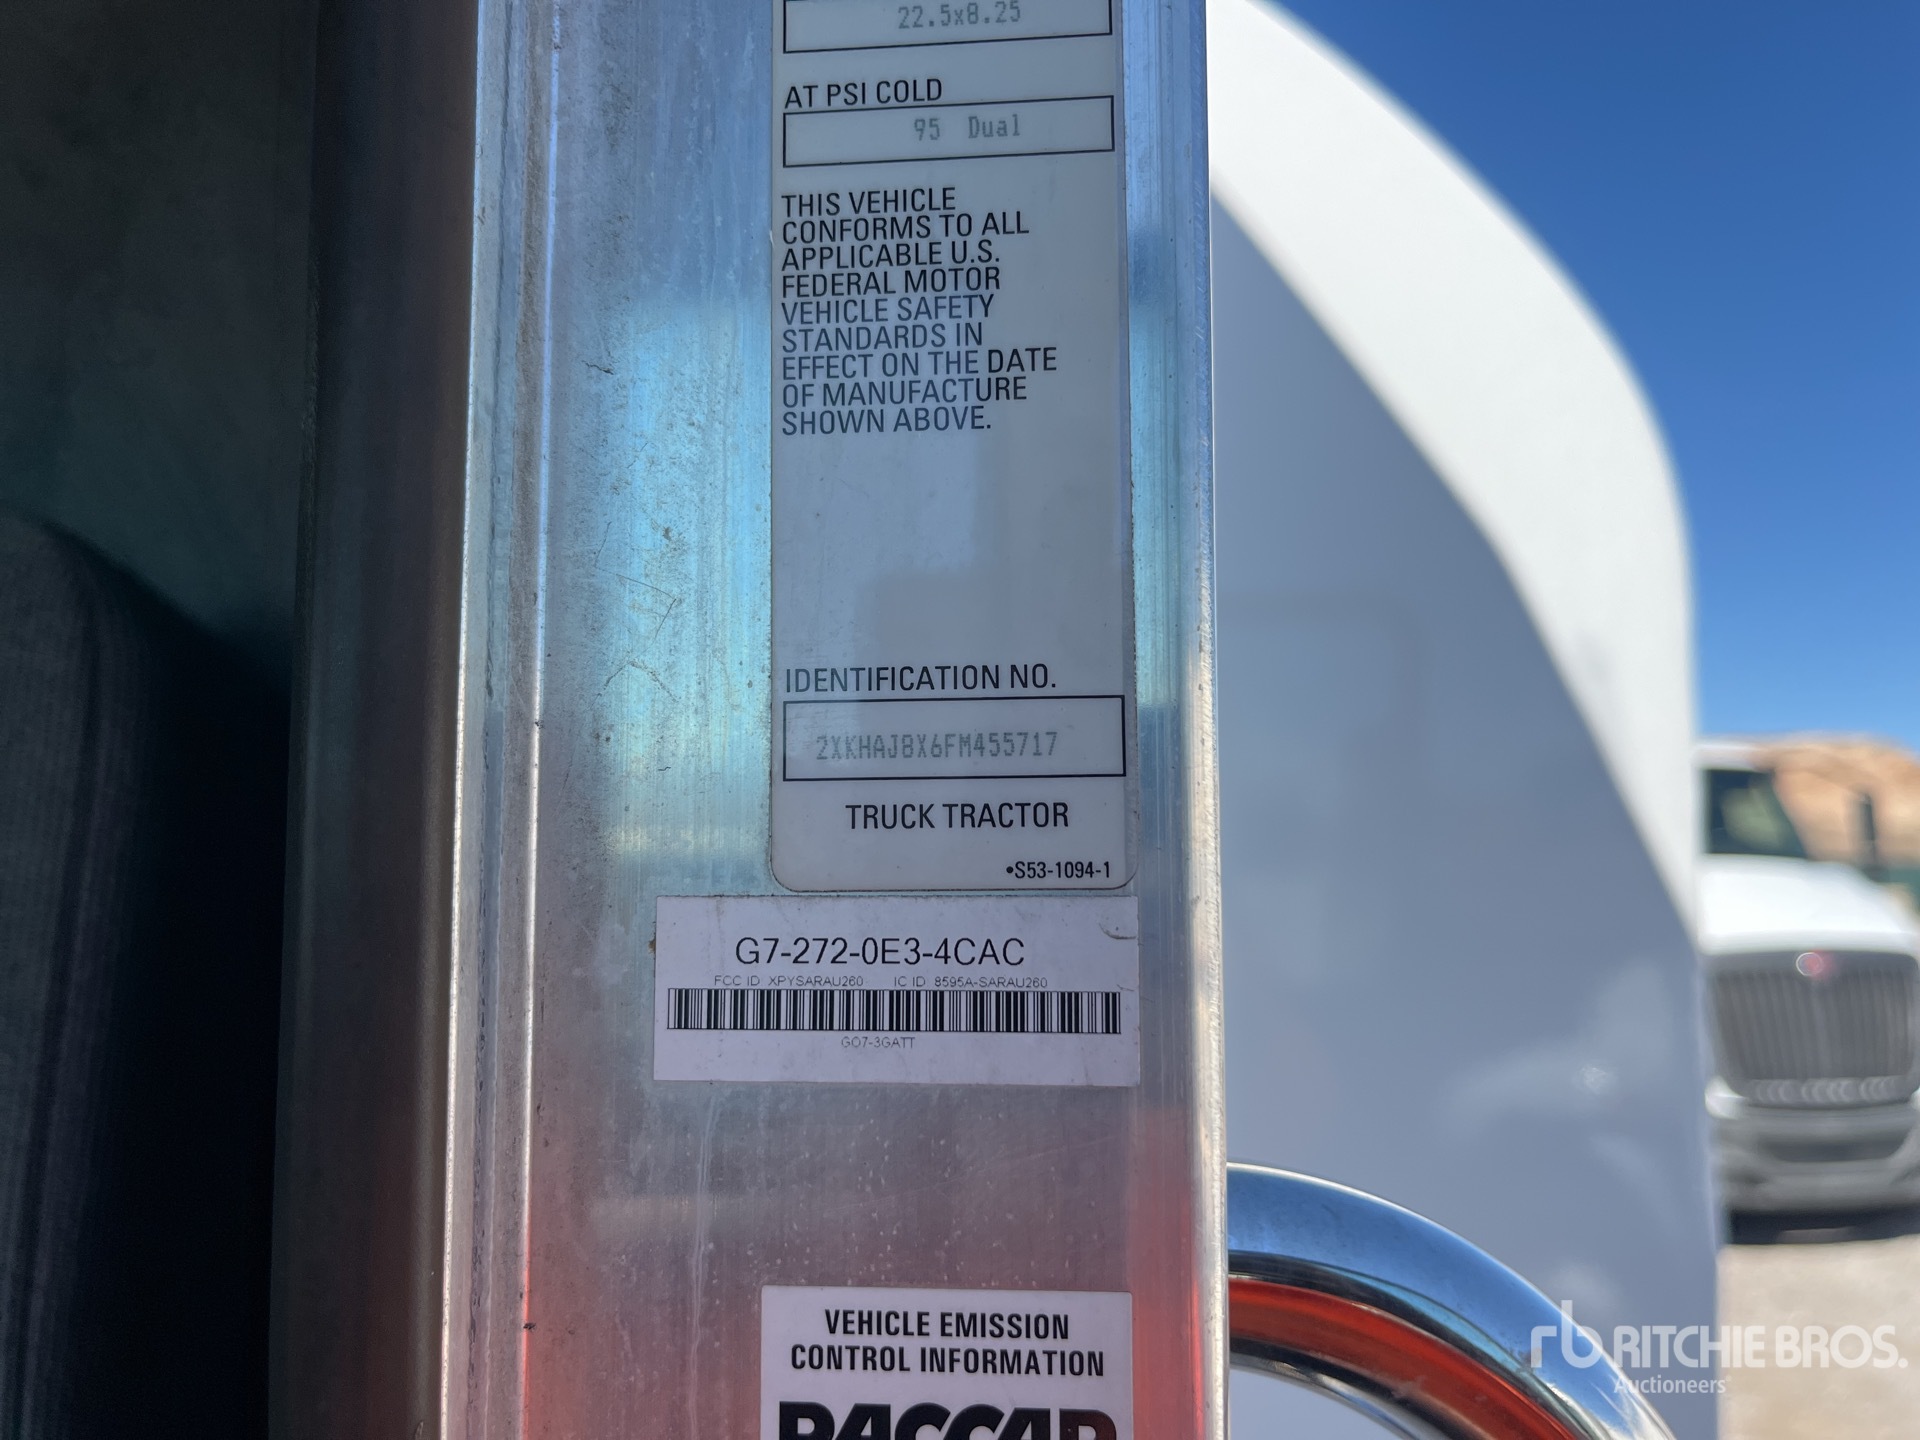 22.5x8.25
AT PSI COLD
95 Dual
THIS VEHICLE
CONFORMS TO ALL
APPLICABLE U.S.
FEDERAL MOTOR
VEHICLE SAFETY
STANDARDS IN
EFFECT ON THE DATE
OF MANUFACTURE
SHOWN ABOVE.
IDENTIFICATION NO.
2XKHAJ8X6FM455717
TRUCK TRACTOR
•S53-1094-1
G7-272-0E3-4CAC
FCC ID XPYSARAU260 IC ID 8595A-SARAU260
GO7-3GATT
VEHICLE EMISSION
CONTROL INFORMATION
PACCAR
rb RITCHIE BROS.
Auctioneers